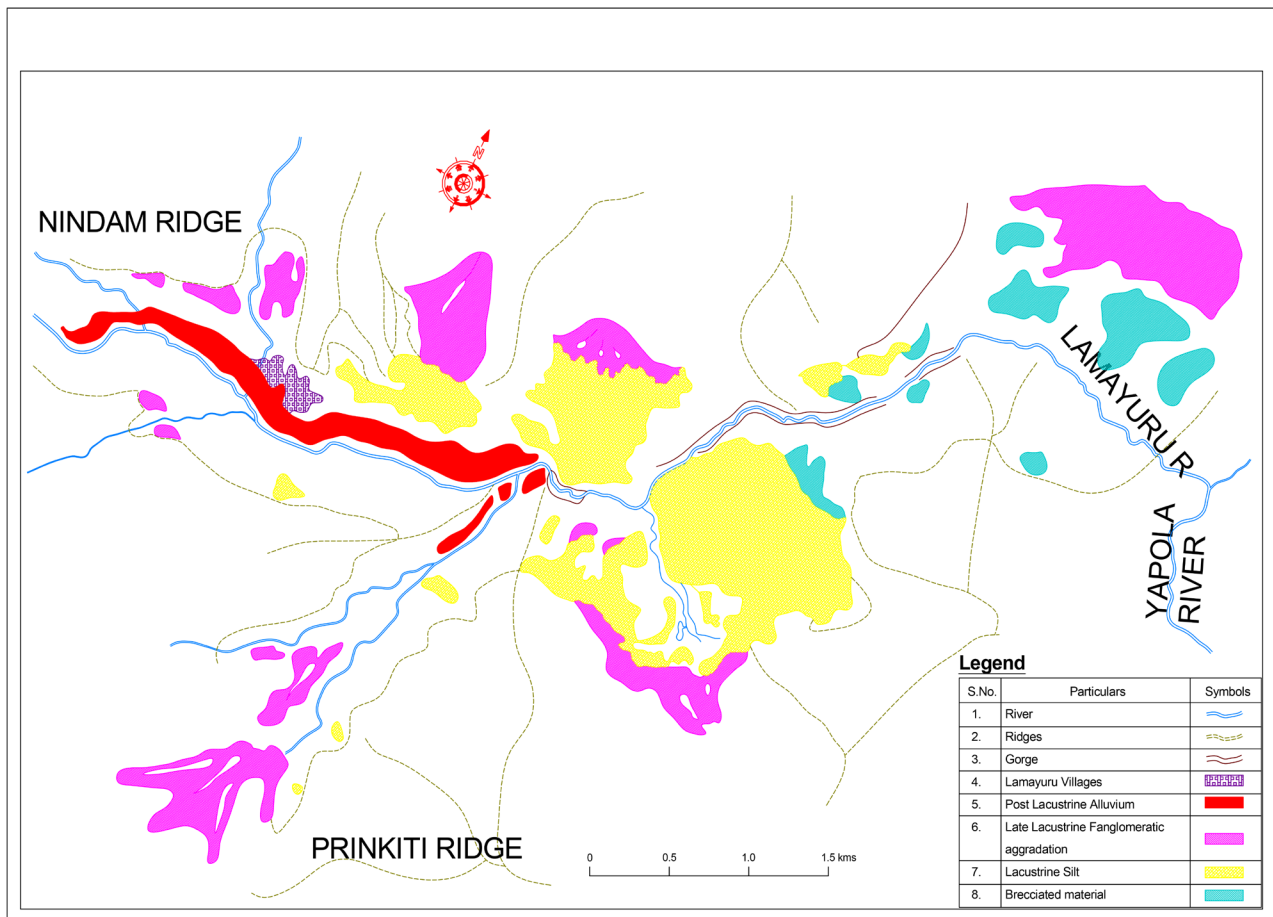 N
NINDAM RIDGE
LAMAYURU R
YAPOLA
RIVER
PRINKITI RIDGE
0 0.5 1.0 1.5 kms
Legend
S.No. Particulars Symbols
1. River
2. Ridges
3. Gorge
4. Lamayuru Villages
5. Post Lacustrine Alluvium
6. Late Lacustrine Fanglomeratic
aggradation
7. Lacustrine Silt
8. Brecciated material